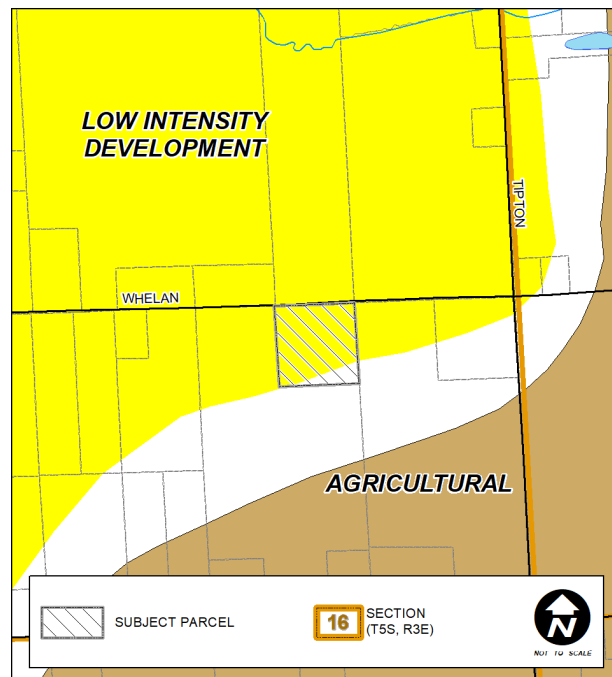 LOW INTENSITY
DEVELOPMENT
TIPTON
WHELAN
AGRICULTURAL
SUBJECT PARCEL
16
SECTION
(T5S, R3E)
N
NOT TO SCALE